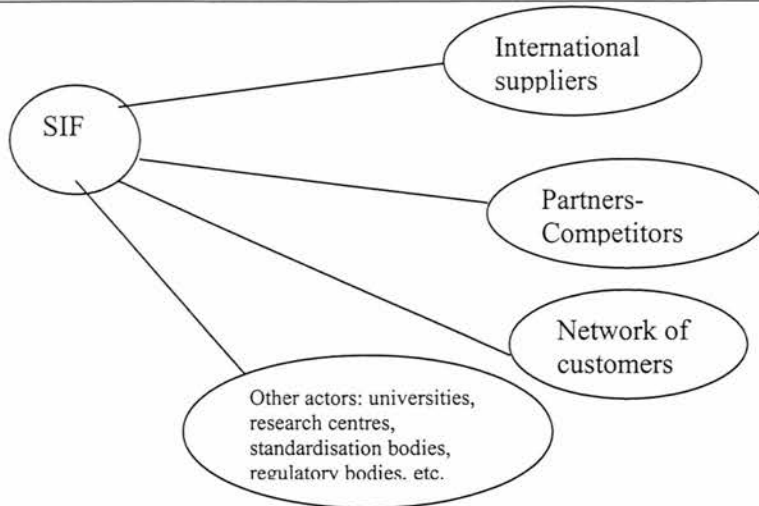 International
suppliers
SIF
Partners-
Competitors
Network of
customers
Other actors: universities,
research centres,
standardisation bodies,
regulatory bodies, etc.